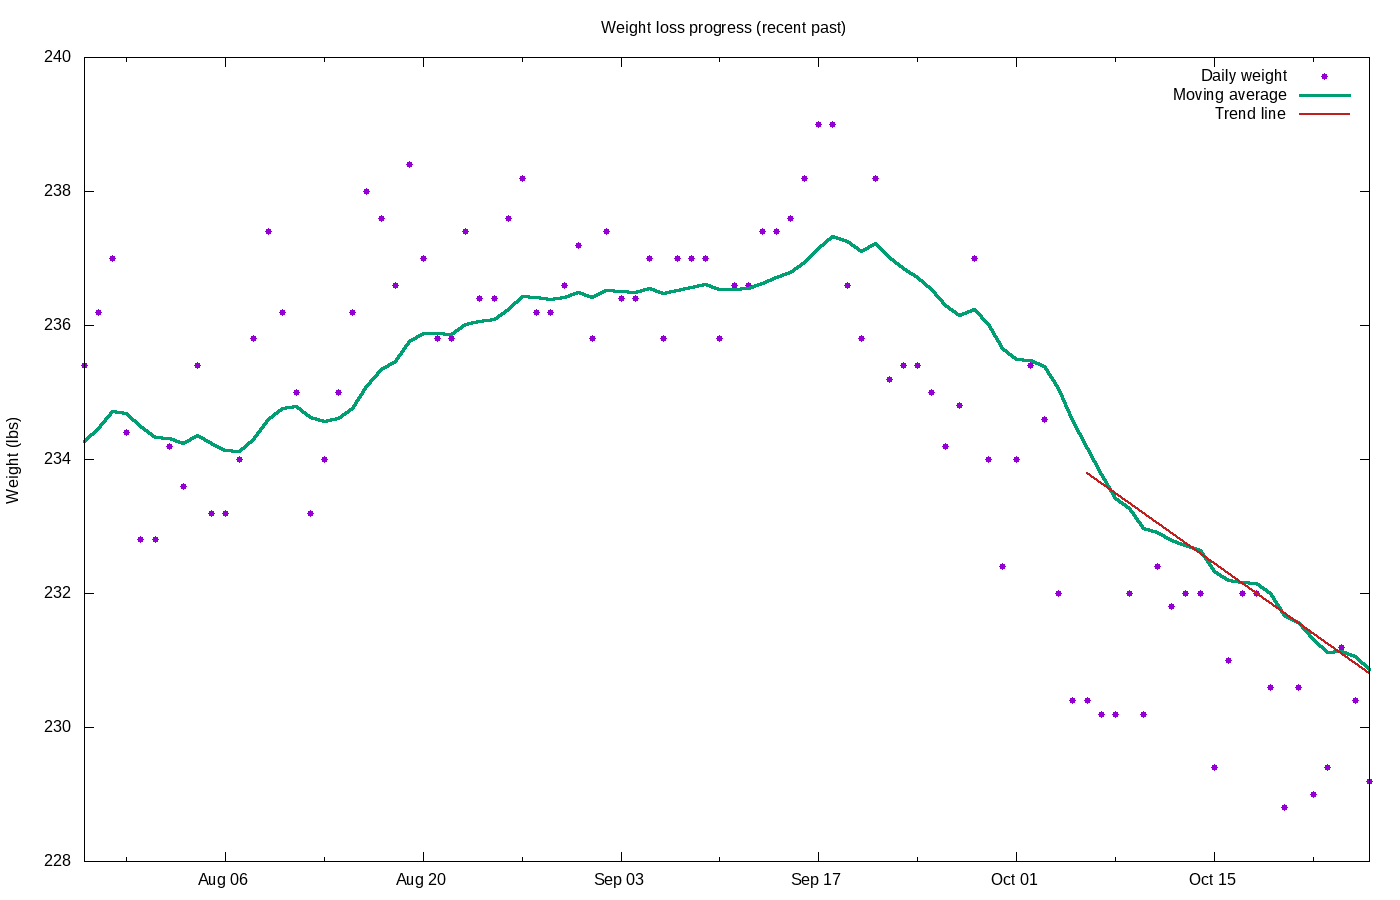 Weight loss progress (recent past)
Daily weight
Moving average
Trend line
240
238
236
234
232
230
228
Weight (lbs)
Aug 06 Aug 20 Sep 03 Sep 17 Oct 01 Oct 15